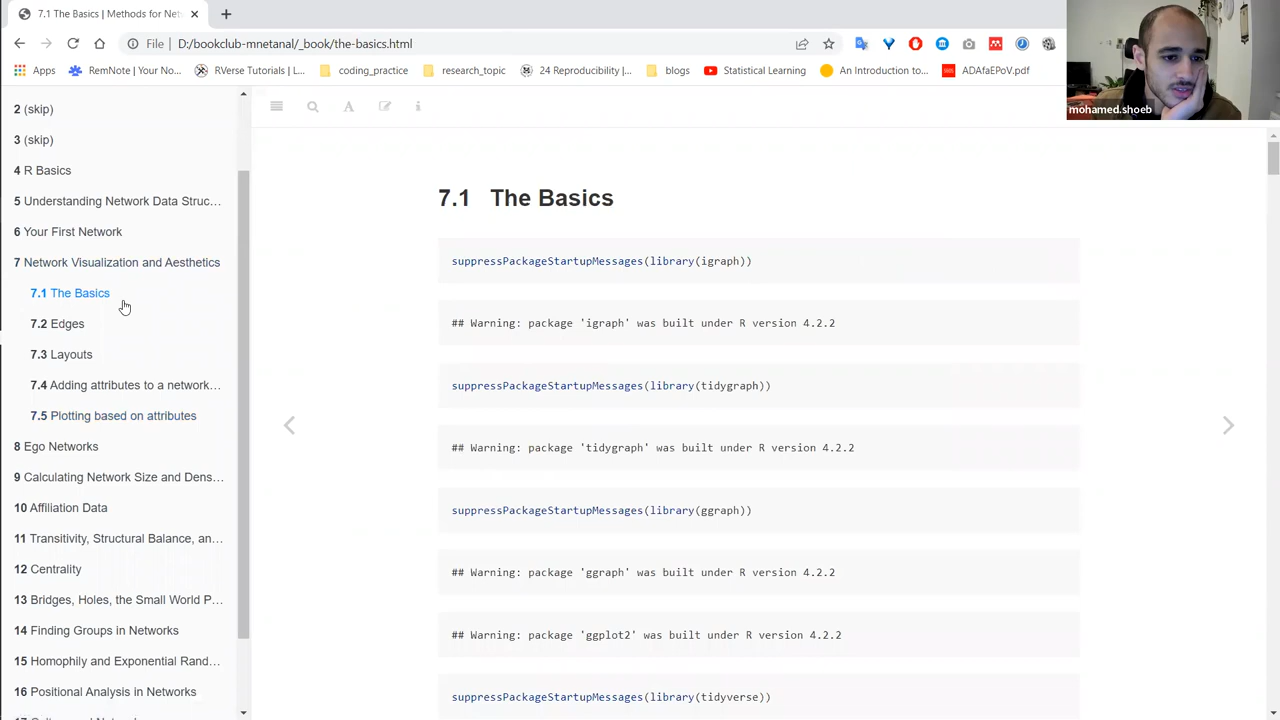 7.1 The Basics | Methods for Net
File D:/bookclub-mnetanal/_book/the-basics.html
Apps RemNote | Your No... RVerse Tutorials | L... coding_practice research_topic 24 Reproducibility |... blogs Statistical Learning An Introduction to... ADAfaEPoV.pdf
mohamed.shoeb
2 (skip)
3 (skip)
4 R Basics
5 Understanding Network Data Struc...
6 Your First Network
7 Network Visualization and Aesthetics
7.1 The Basics
7.2 Edges
7.3 Layouts
7.4 Adding attributes to a network...
7.5 Plotting based on attributes
8 Ego Networks
9 Calculating Network Size and Dens...
10 Affiliation Data
11 Transitivity, Structural Balance, an...
12 Centrality
13 Bridges, Holes, the Small World P...
14 Finding Groups in Networks
15 Homophily and Exponential Rand...
16 Positional Analysis in Networks
7.1 The Basics
suppressPackageStartupMessages(library(igraph))
## Warning: package 'igraph' was built under R version 4.2.2
suppressPackageStartupMessages(library(tidygraph))
## Warning: package 'tidygraph' was built under R version 4.2.2
suppressPackageStartupMessages(library(ggraph))
## Warning: package 'ggraph' was built under R version 4.2.2
## Warning: package 'ggplot2' was built under R version 4.2.2
suppressPackageStartupMessages(library(tidyverse))